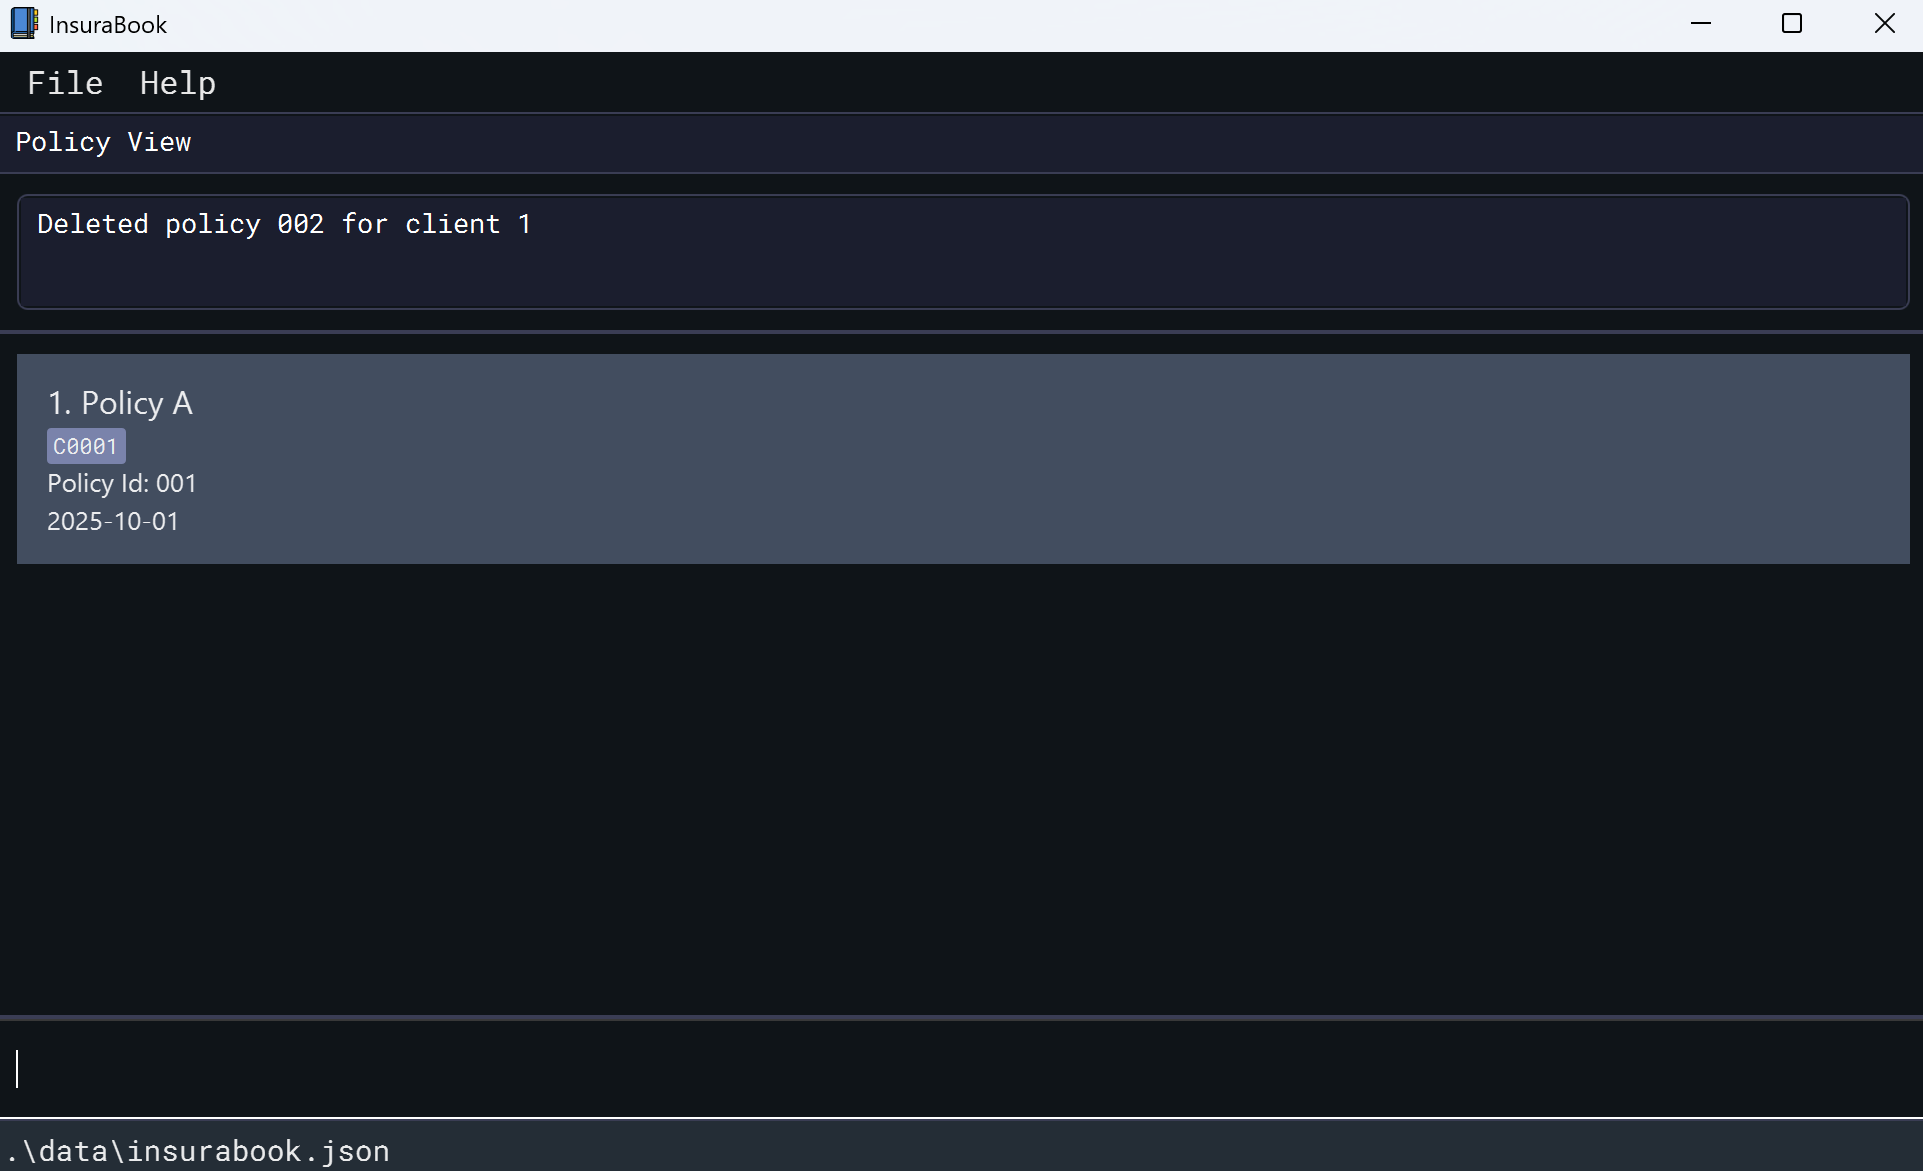 InsuraBook
File Help
Policy View
Deleted policy 002 for client 1
1. Policy A
C0001
Policy Id: 001
2025-10-01
.\data\insurabook.json